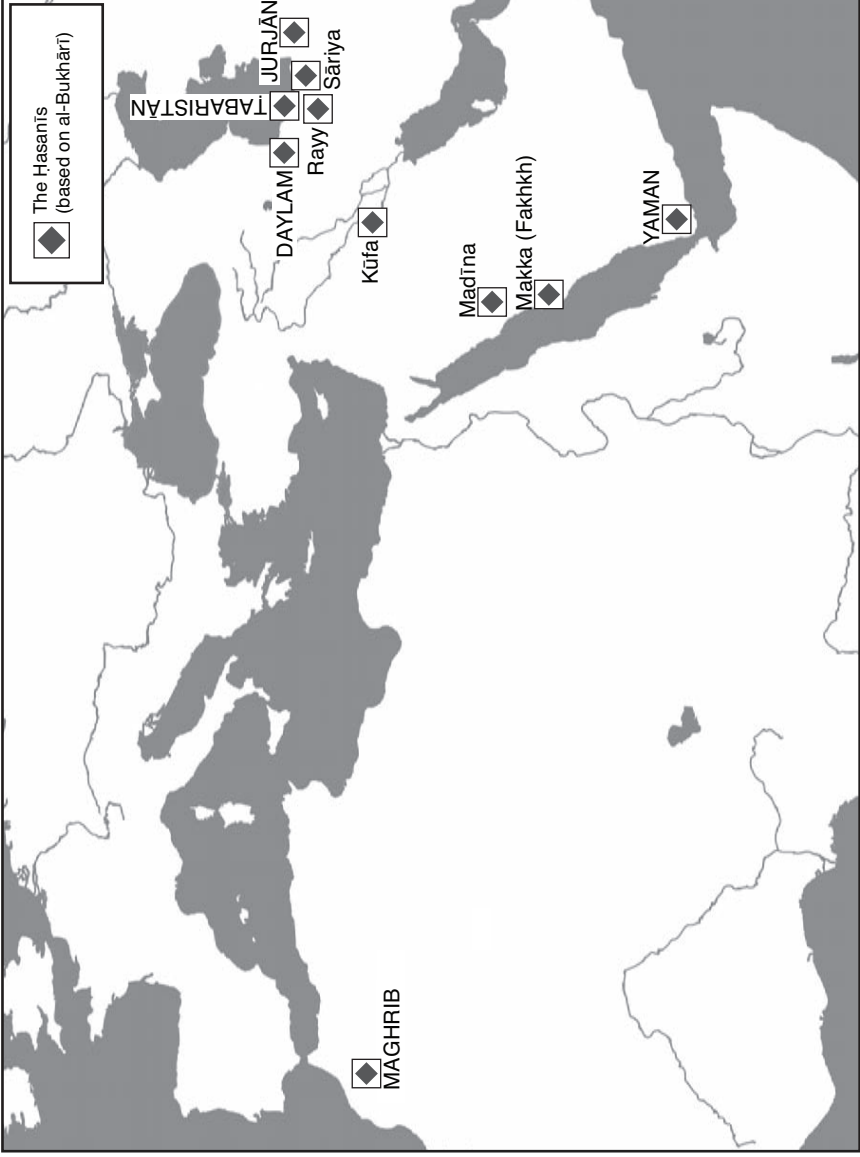 The Ḥasanīs
(based on al-Bukhārī)
JURJĀN
Sāriya
ṬABARISTĀN
Rayy
DAYLAM
Kūfa
Madīna
Makka (Fakhkh)
YAMAN
MAGHRIB